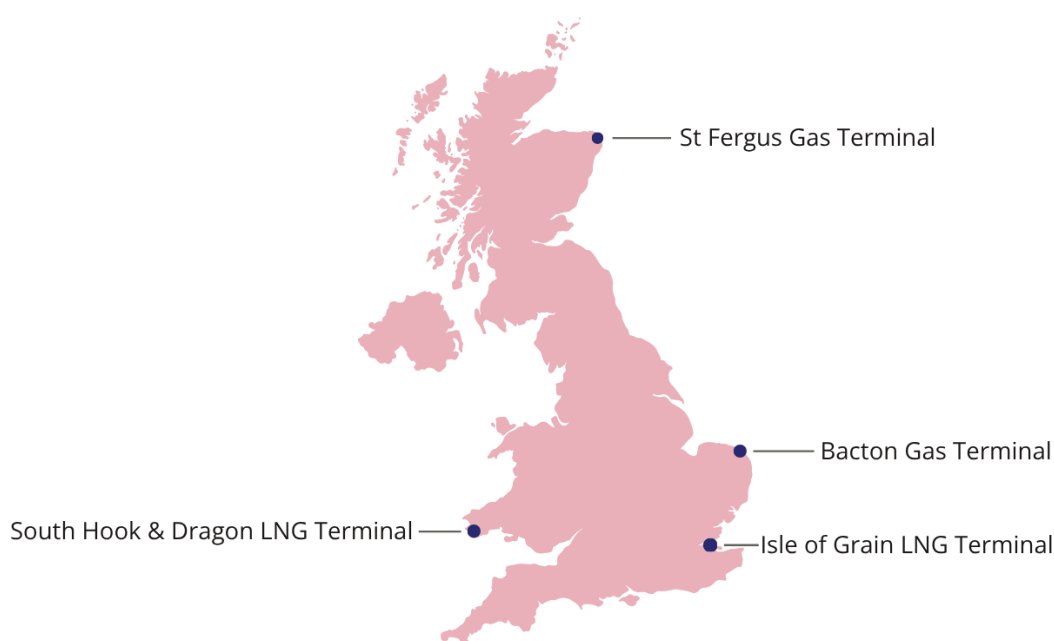 St Fergus Gas Terminal
Bacton Gas Terminal
South Hook & Dragon LNG Terminal
Isle of Grain LNG Terminal